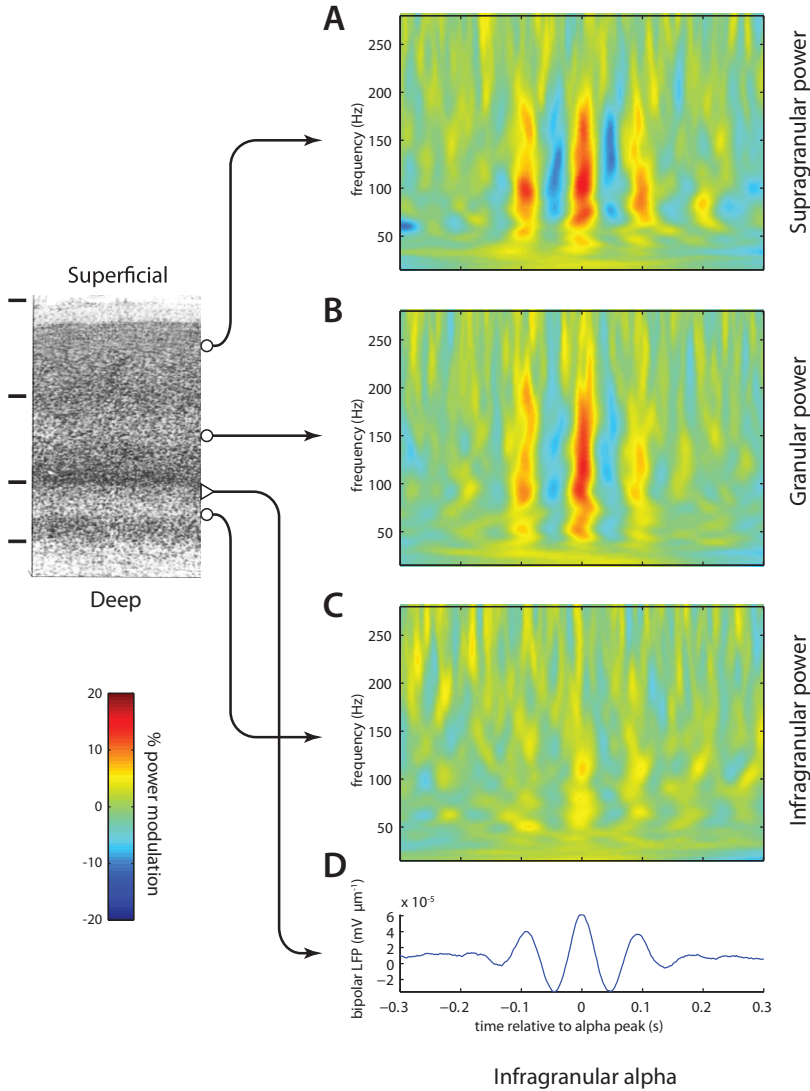 A
250
200
150
100
50
frequency (Hz)
Supragranular power
Superficial
Deep
B
250
200
150
100
50
frequency (Hz)
Granular power
C
250
200
150
100
50
frequency (Hz)
Infragranular power
20
10
0
-10
-20
% power modulation
D
x 10⁻⁵
6
4
2
0
−2
bipolar LFP (mV μm⁻¹)
−0.3 −0.2 −0.1 0 0.1 0.2 0.3
time relative to alpha peak (s)
Infragranular alpha